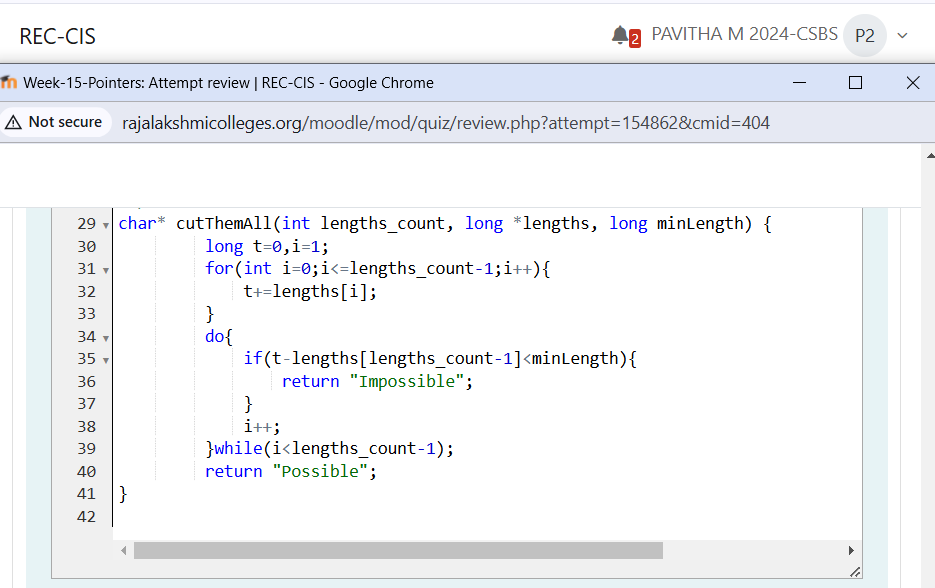 REC-CIS
2 PAVITHA M 2024-CSBS P2
Week-15-Pointers: Attempt review | REC-CIS - Google Chrome
Not secure rajalakshmicolleges.org/moodle/mod/quiz/review.php?attempt=154862&cmid=404
29 char* cutThemAll(int lengths_count, long *lengths, long minLength) {
30 long t=0,i=1;
31 for(int i=0;i<=lengths_count-1;i++){
32 t+=lengths[i];
33 }
34 do{
35 if(t-lengths[lengths_count-1]<minLength){
36 return "Impossible";
37 }
38 i++;
39 }while(i<lengths_count-1);
40 return "Possible";
41 }
42